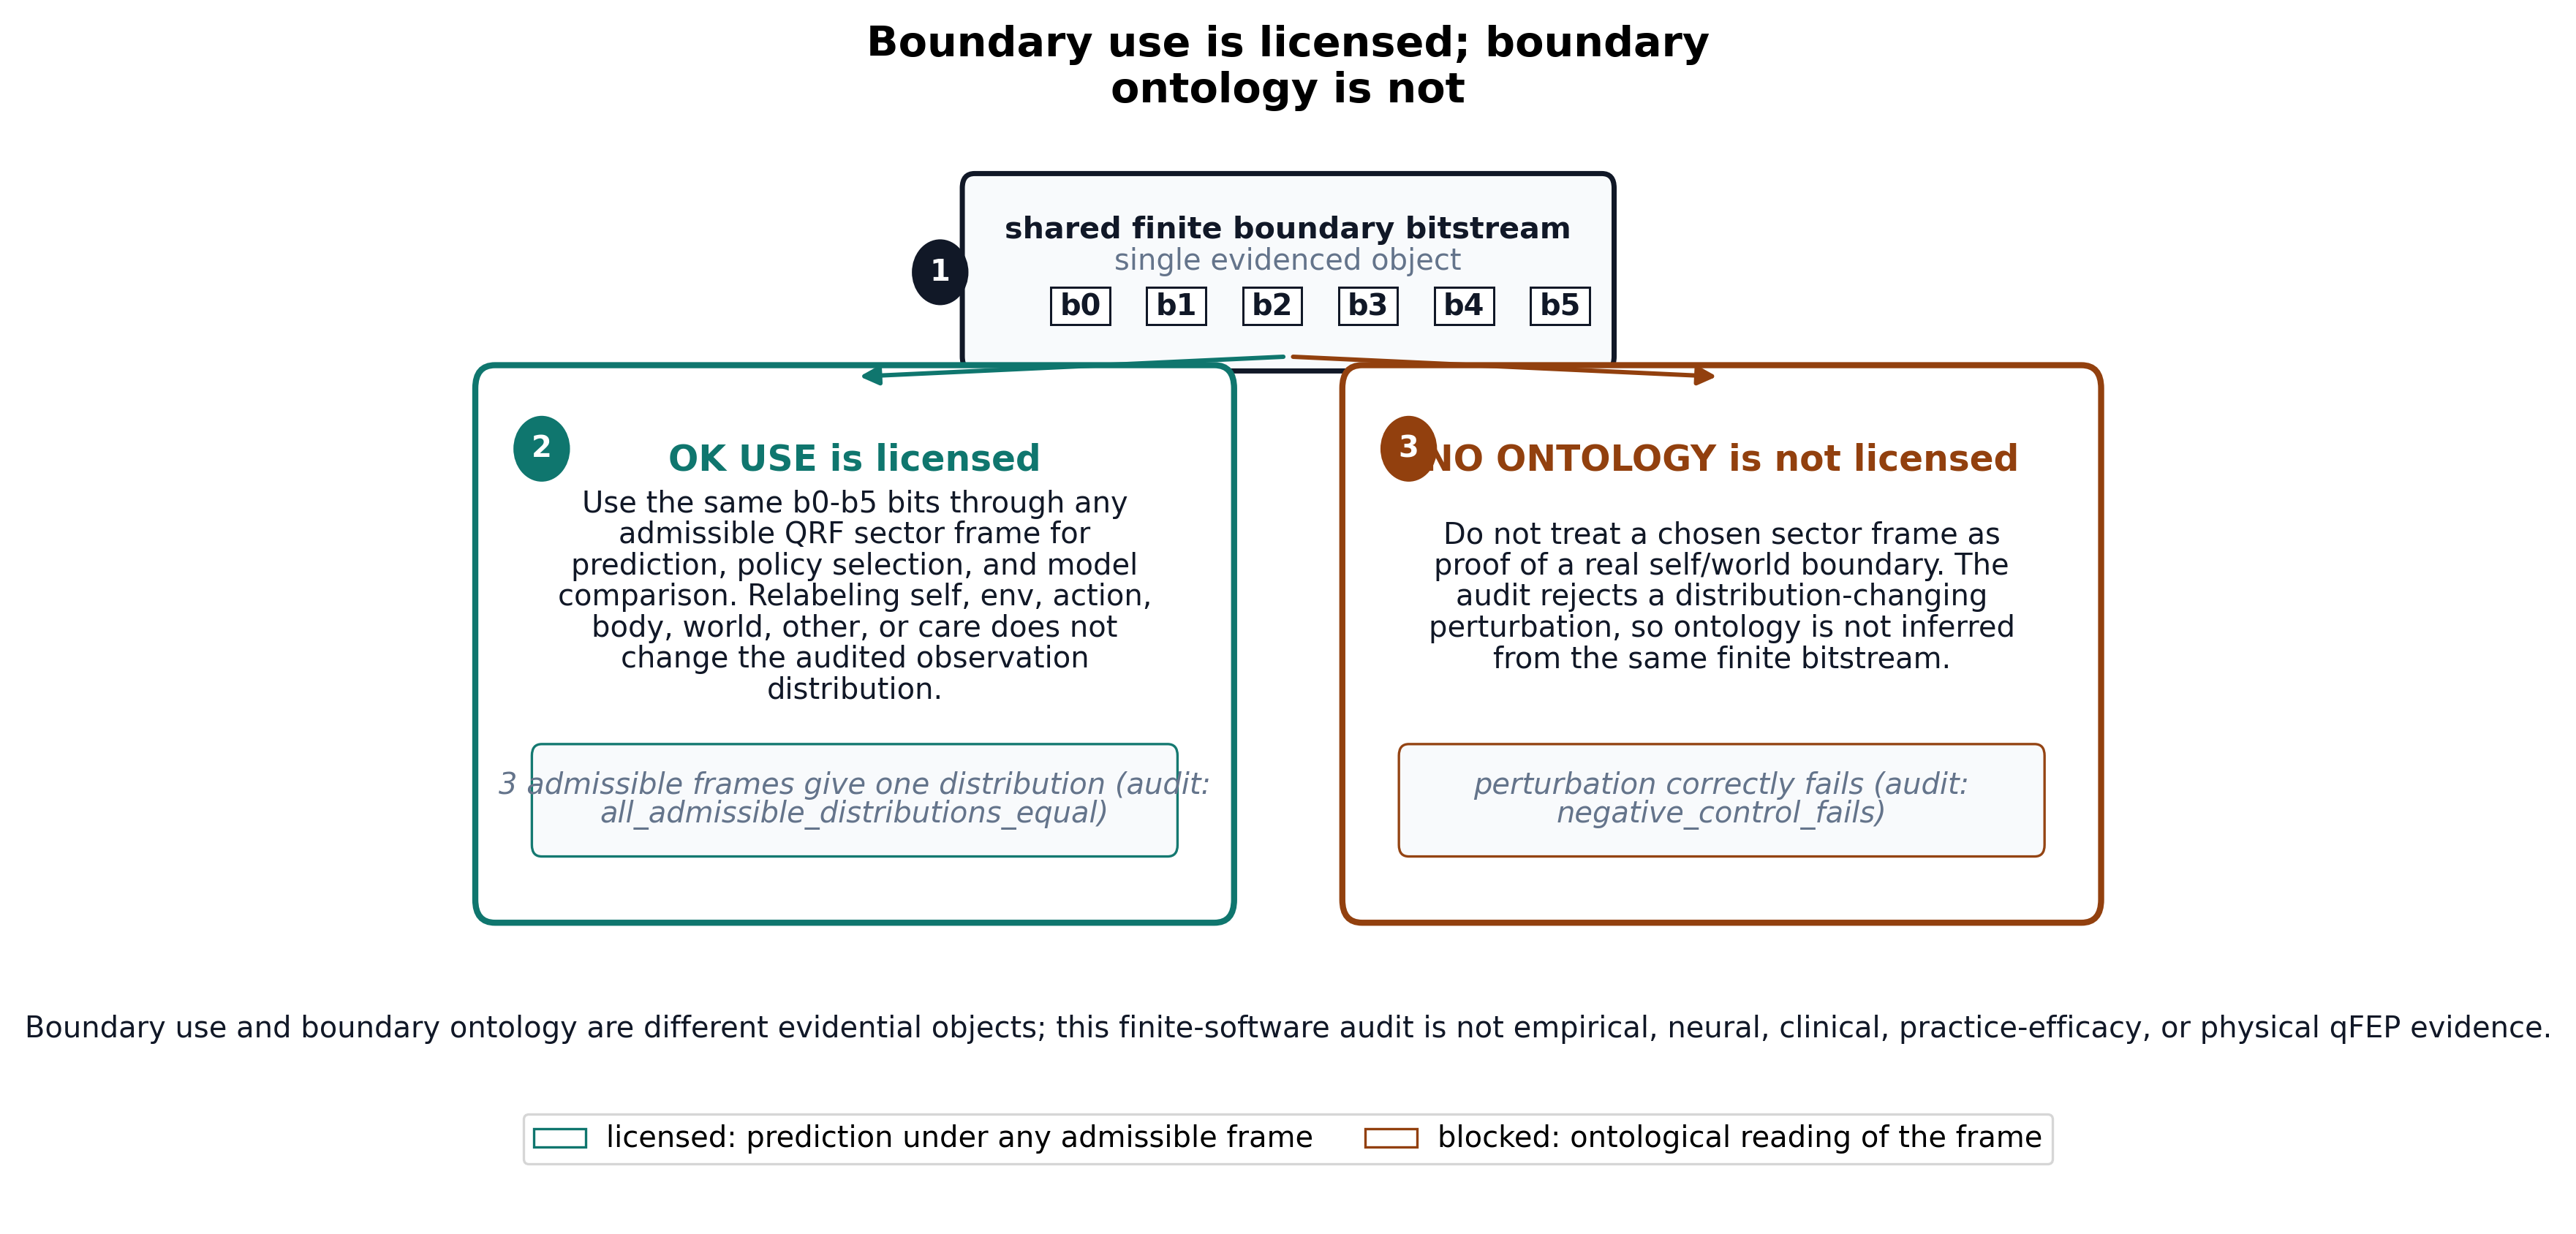 Boundary use is licensed; boundary
ontology is not
shared finite boundary bitstream
single evidenced object
1
b0 b1 b2 b3 b4 b5
2
OK USE is licensed
Use the same b0-b5 bits through any
admissible QRF sector frame for
prediction, policy selection, and model
comparison. Relabeling self, env, action,
body, world, other, or care does not
change the audited observation
distribution.
3 admissible frames give one distribution (audit:
all_admissible_distributions_equal)
3
NO ONTOLOGY is not licensed
Do not treat a chosen sector frame as
proof of a real self/world boundary. The
audit rejects a distribution-changing
perturbation, so ontology is not inferred
from the same finite bitstream.
perturbation correctly fails (audit:
negative_control_fails)
Boundary use and boundary ontology are different evidential objects; this finite-software audit is not empirical, neural, clinical, practice-efficacy, or physical qFEP evidence.
licensed: prediction under any admissible frame
blocked: ontological reading of the frame